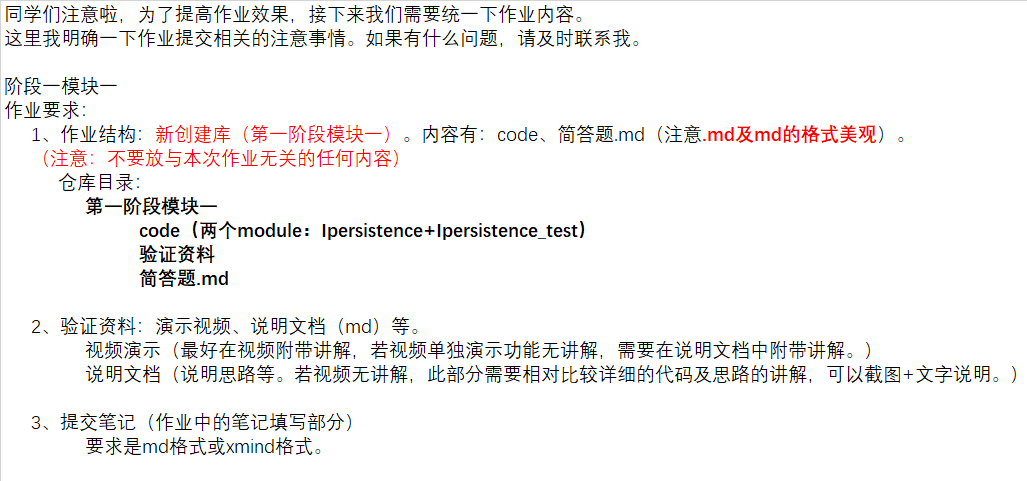 同学们注意啦，为了提高作业效果，接下来我们需要统一下作业内容。
这里我明确一下作业提交相关的注意事情。如果有什么问题，请及时联系我。
阶段一模块一
作业要求：
1、作业结构：新创建库（第一阶段模块一）。内容有：code、简答题.md（注意.md及md的格式美观）。
（注意：不要放与本次作业无关的任何内容）
仓库目录：
第一阶段模块一
code（两个module：Ipersistence+Ipersistence_test）
验证资料
简答题.md
2、验证资料：演示视频、说明文档（md）等。
视频演示（最好在视频附带讲解，若视频单独演示功能无讲解，需要在说明文档中附带讲解。）
说明文档（说明思路等。若视频无讲解，此部分需要相对比较详细的代码及思路的讲解，可以截图+文字说明。）
3、提交笔记（作业中的笔记填写部分）
要求是md格式或xmind格式。